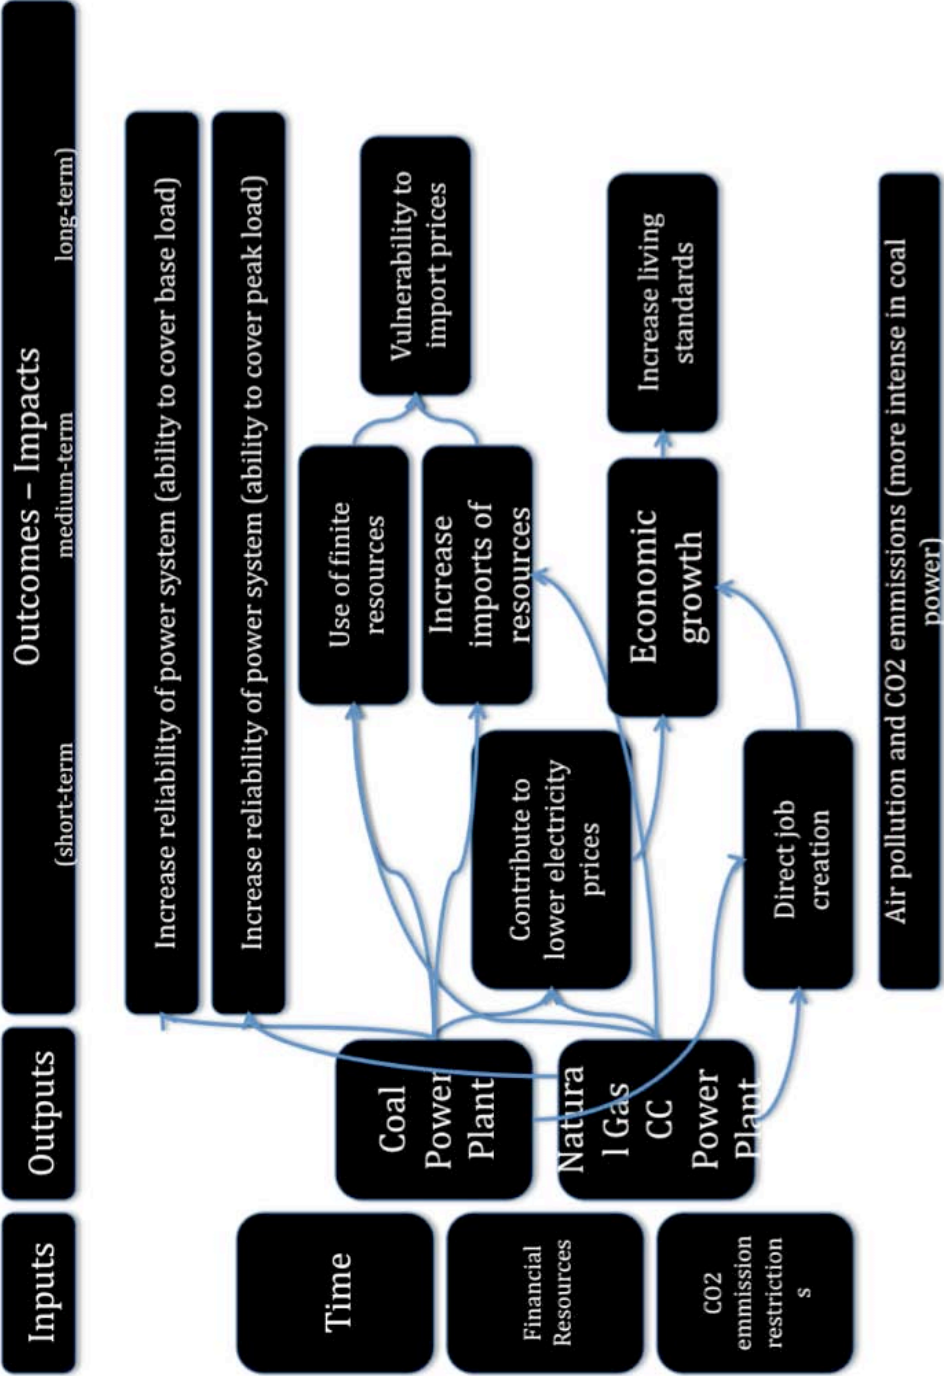 Inputs
Outputs
Outcomes – Impacts
(short-term
medium-term
long-term)
Time
Financial
Resources
CO2
emmission
restriction
s
Coal
Power
Plant
Natura
l Gas
CC
Power
Plant
Increase reliability of power system (ability to cover base load)
Increase reliability of power system (ability to cover peak load)
Use of finite
resources
Increase
imports of
resources
Vulnerability to
import prices
Contribute to
lower electricity
prices
Economic
growth
Increase living
standards
Direct job
creation
Air pollution and CO2 emmissions (more intense in coal
power)